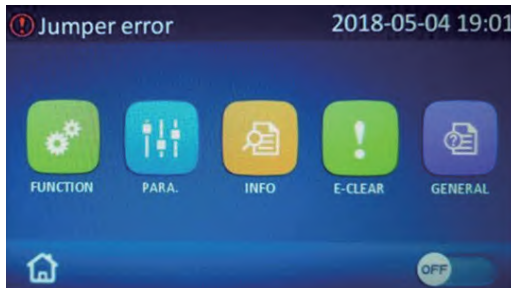 Jumper error 2018-05-04 19:01
FUNCTION PARA. INFO E-CLEAR GENERAL
OFF